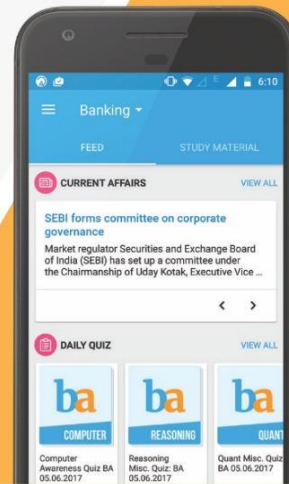 6:10
Banking
FEED
STUDY MATERIAL
CURRENT AFFAIRS
VIEW ALL
SEBI forms committee on corporate
governance
Market regulator Securities and Exchange Board
of India (SEBI) has set up a committee under
the Chairmanship of Uday Kotak, Executive Vice ...
DAILY QUIZ
VIEW ALL
ba
COMPUTER
Computer
Awareness Quiz BA
05.06.2017
ba
REASONING
Reasoning
Misc. Quiz: BA
05.06.2017
ba
QUANT
Quant Misc. Quiz
BA 05.06.2017